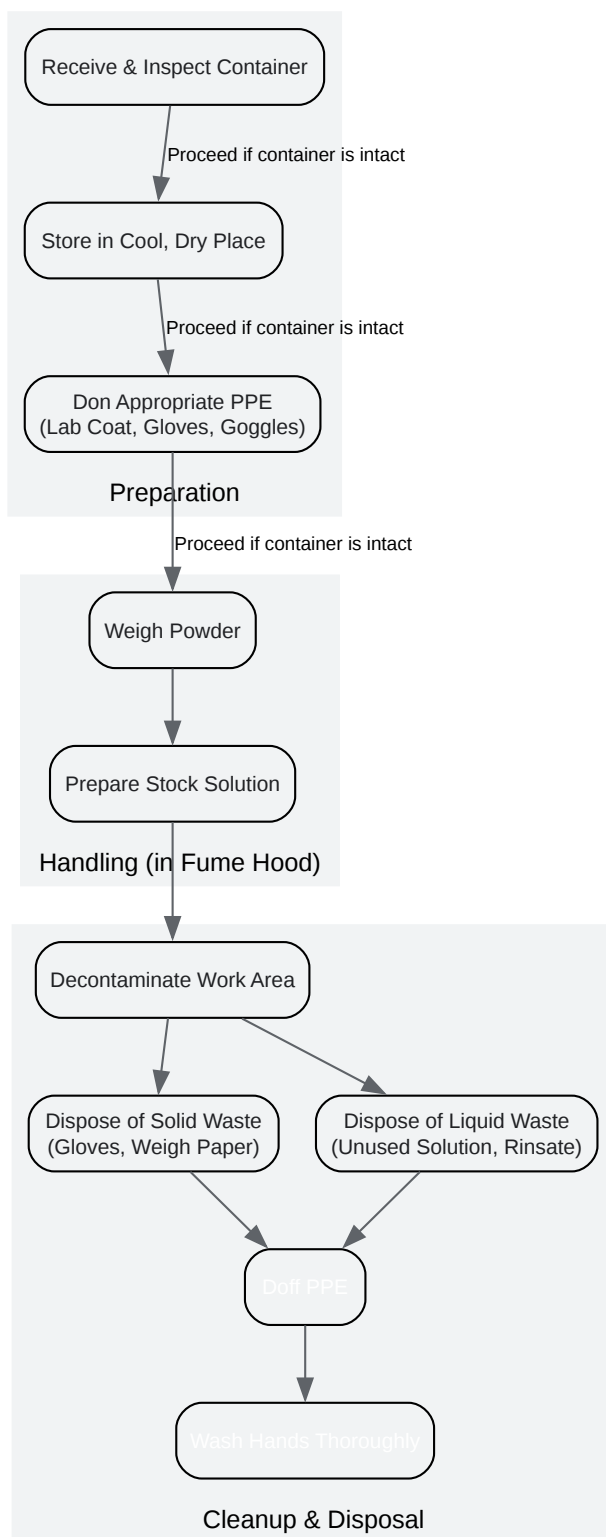 Receive & Inspect Container
Proceed if container is intact
Store in Cool, Dry Place
Proceed if container is intact
Don Appropriate PPE
(Lab Coat, Gloves, Goggles)
Preparation
Proceed if container is intact
Weigh Powder
Prepare Stock Solution
Handling (in Fume Hood)
Decontaminate Work Area
Dispose of Solid Waste
(Gloves, Weigh Paper)
Dispose of Liquid Waste
(Unused Solution, Rinsate)
Doff PPE
Wash Hands Thoroughly
Cleanup & Disposal